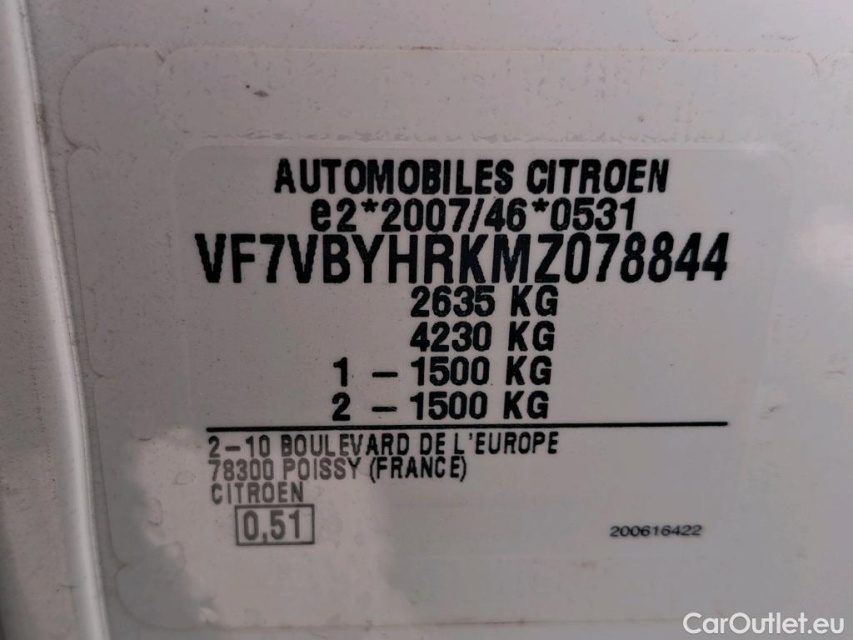 AUTOMOBILES CITROEN
e2*2007/46*0531
VF7VBYHRKMZ078844
2635 KG
4230 KG
1 - 1500 KG
2 - 1500 KG
2-10 BOULEVARD DE L'EUROPE
78300 POISSY (FRANCE)
CITROEN
0,51
200616422
CarOutlet.eu